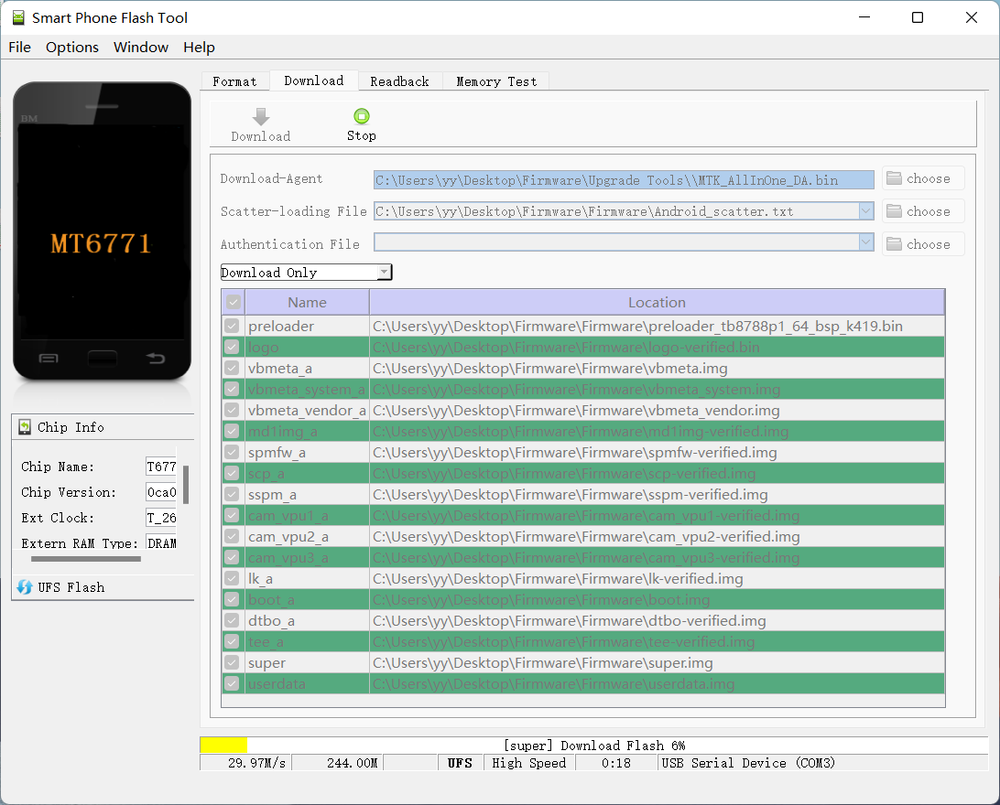 Smart Phone Flash Tool
File Options Window Help
Format Download Readback Memory Test
BM
Download Stop
Download-Agent C:\Users\yy\Desktop\Firmware\Upgrade Tools\\MTK_AllInOne_DA.bin choose
Scatter-loading File C:\Users\yy\Desktop\Firmware\Firmware\Android_scatter.txt choose
Authentication File choose
MT6771
Download Only
Name Location
preloader C:\Users\yy\Desktop\Firmware\Firmware\preloader_tb8788p1_64_bsp_k419.bin
logo C:\Users\yy\Desktop\Firmware\Firmware\logo-verified.bin
vbmeta_a C:\Users\yy\Desktop\Firmware\Firmware\vbmeta.img
vbmeta_system_a C:\Users\yy\Desktop\Firmware\Firmware\vbmeta_system.img
vbmeta_vendor_a C:\Users\yy\Desktop\Firmware\Firmware\vbmeta_vendor.img
md1img_a C:\Users\yy\Desktop\Firmware\Firmware\md1img-verified.img
spmfw_a C:\Users\yy\Desktop\Firmware\Firmware\spmfw-verified.img
scp_a C:\Users\yy\Desktop\Firmware\Firmware\scp-verified.img
sspm_a C:\Users\yy\Desktop\Firmware\Firmware\sspm-verified.img
cam_vpu1_a C:\Users\yy\Desktop\Firmware\Firmware\cam_vpu1-verified.img
cam_vpu2_a C:\Users\yy\Desktop\Firmware\Firmware\cam_vpu2-verified.img
cam_vpu3_a C:\Users\yy\Desktop\Firmware\Firmware\cam_vpu3-verified.img
lk_a C:\Users\yy\Desktop\Firmware\Firmware\lk-verified.img
boot_a C:\Users\yy\Desktop\Firmware\Firmware\boot.img
dtbo_a C:\Users\yy\Desktop\Firmware\Firmware\dtbo-verified.img
tee_a C:\Users\yy\Desktop\Firmware\Firmware\tee-verified.img
super C:\Users\yy\Desktop\Firmware\Firmware\super.img
userdata C:\Users\yy\Desktop\Firmware\Firmware\userdata.img
Chip Info
Chip Name: T677
Chip Version: 0ca0
Ext Clock: T_26
Extern RAM Type: DRAM
UFS Flash
[super] Download Flash 6%
29.97M/s 244.00M UFS High Speed 0:18 USB Serial Device (COM3)